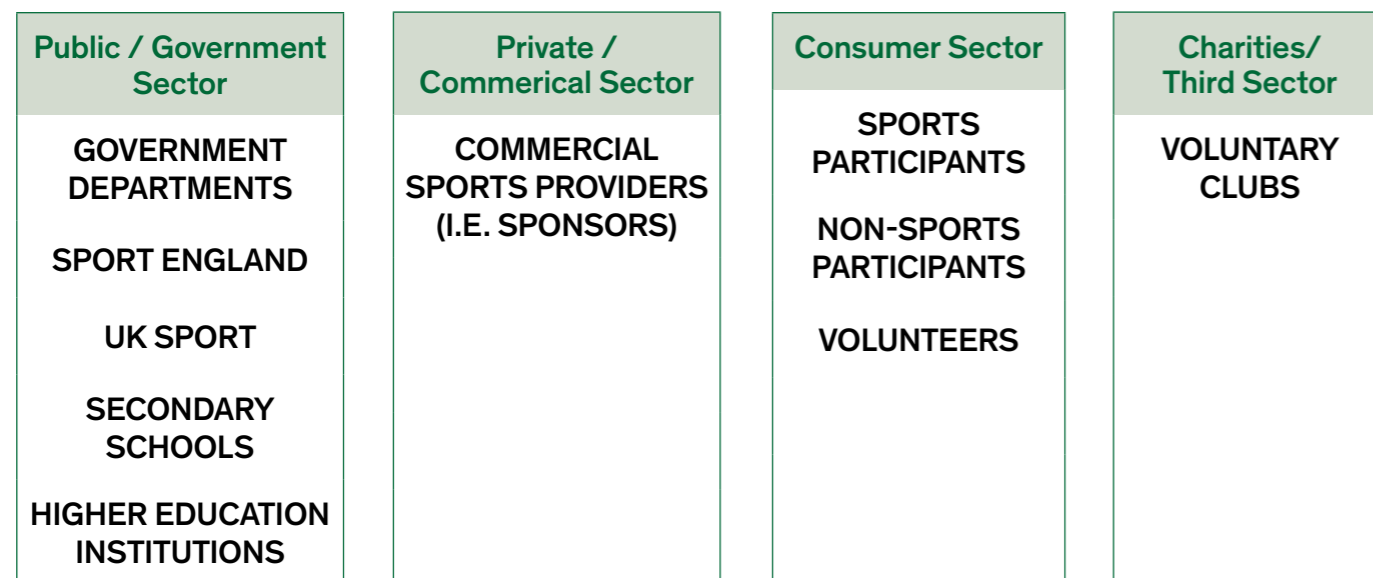 Public / Government
Sector
GOVERNMENT
DEPARTMENTS
SPORT ENGLAND
UK SPORT
SECONDARY
SCHOOLS
HIGHER EDUCATION
INSTITUTIONS
Private /
Commerical Sector
COMMERCIAL
SPORTS PROVIDERS
(I.E. SPONSORS)
Consumer Sector
SPORTS
PARTICIPANTS
NON-SPORTS
PARTICIPANTS
VOLUNTEERS
Charities/
Third Sector
VOLUNTARY
CLUBS